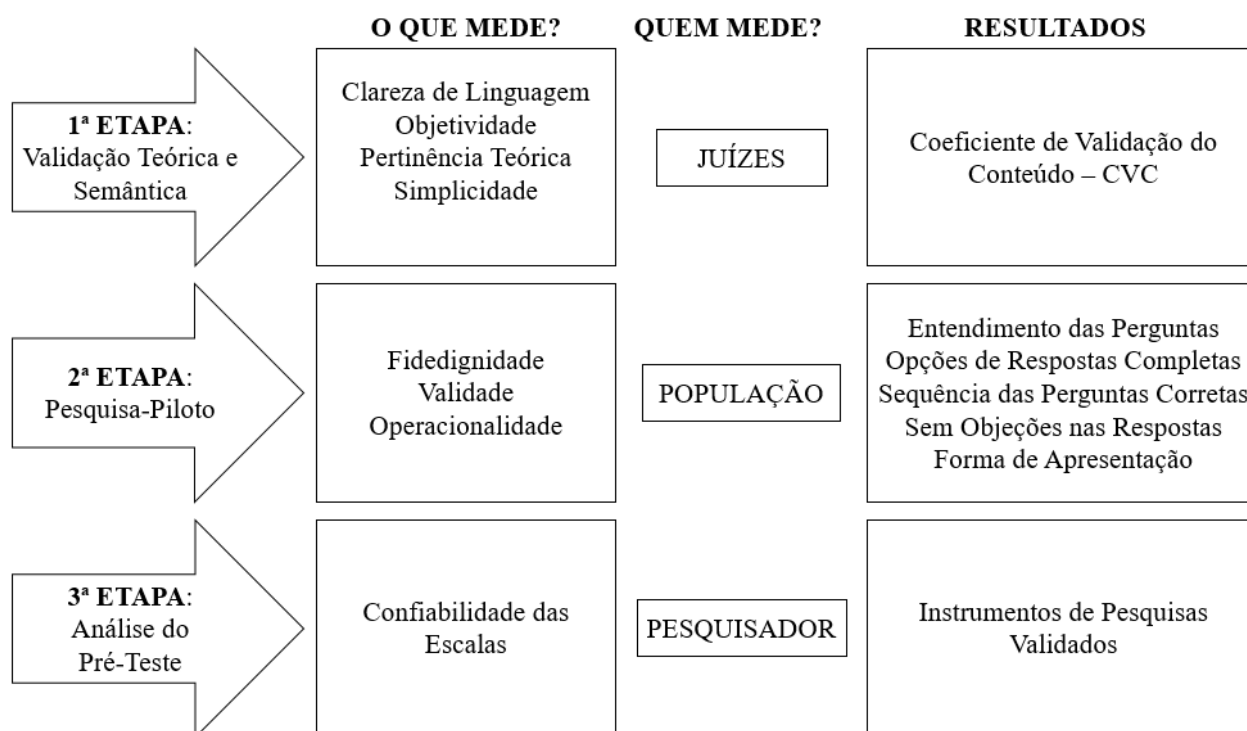 O QUE MEDE?
QUEM MEDE?
RESULTADOS
1ª ETAPA:
Validação Teórica e
Semântica
Clareza de Linguagem
Objetividade
Pertinência Teórica
Simplicidade
JUÍZES
Coeficiente de Validação do
Conteúdo – CVC
2ª ETAPA:
Pesquisa-Piloto
Fidedignidade
Validade
Operacionalidade
POPULAÇÃO
Entendimento das Perguntas
Opções de Respostas Completas
Sequência das Perguntas Corretas
Sem Objeções nas Respostas
Forma de Apresentação
3ª ETAPA:
Análise do
Pré-Teste
Confiabilidade das
Escalas
PESQUISADOR
Instrumentos de Pesquisas
Validados